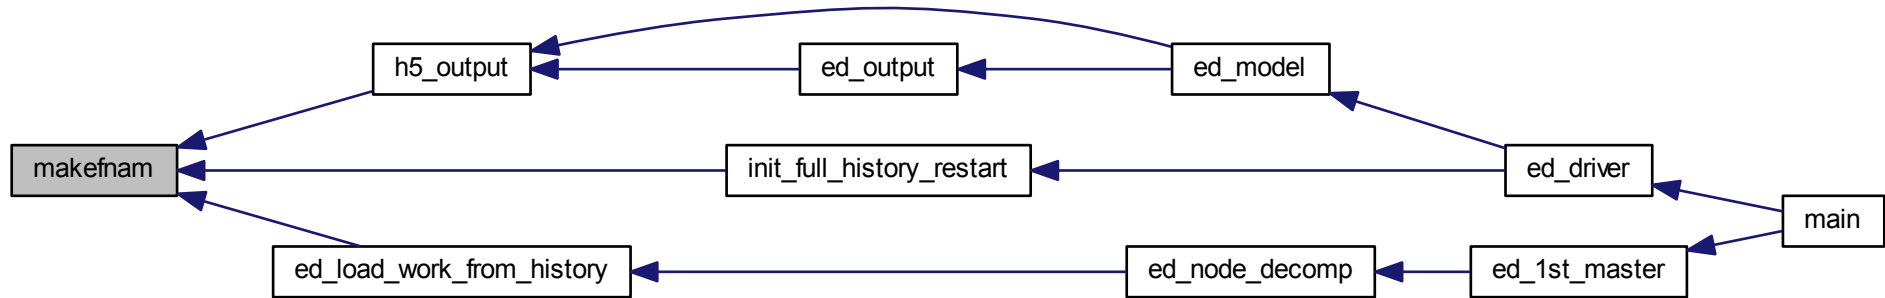 h5_output
ed_output
ed_model
makefnam
init_full_history_restart
ed_driver
main
ed_load_work_from_history
ed_node_decomp
ed_1st_master